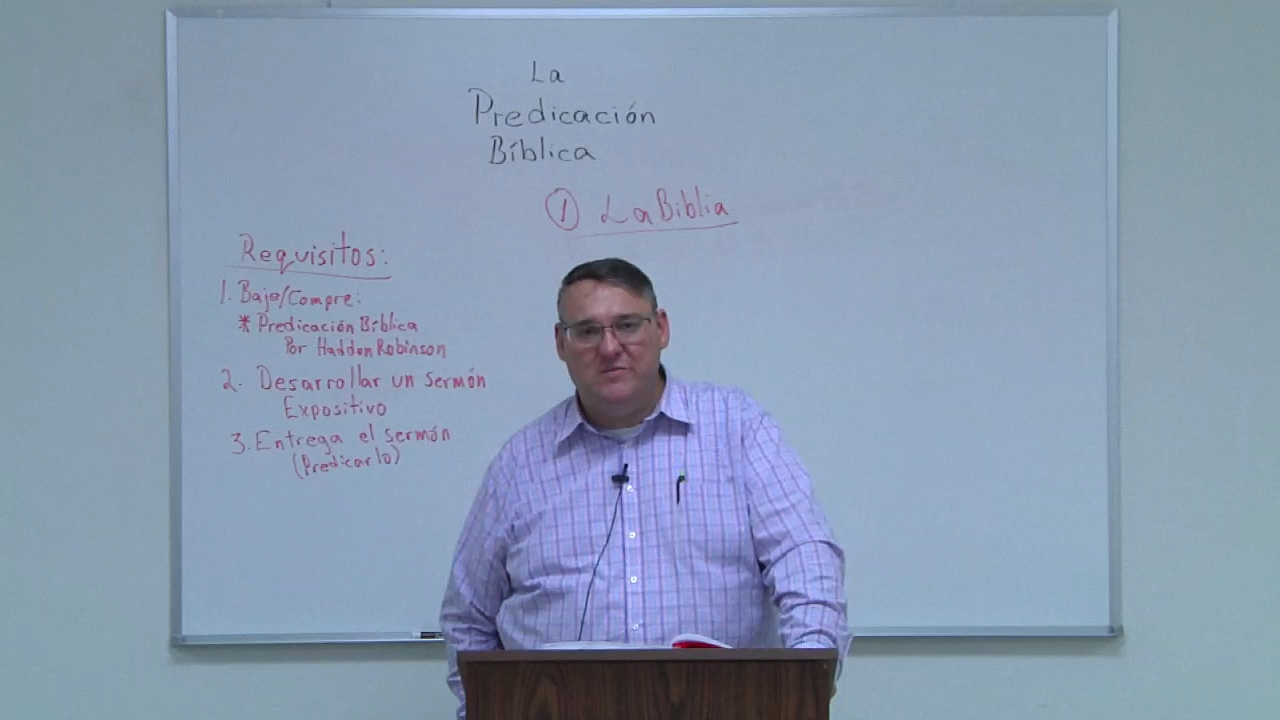 La
Predicación
Bíblica
① La Biblia
Requisitos:
1. Baje/Compre:
* Predicación Bíblica
Por Haddon Robinson
2. Desarrollar un sermón
Expositivo
3. Entrega el sermón
(Predicarlo)